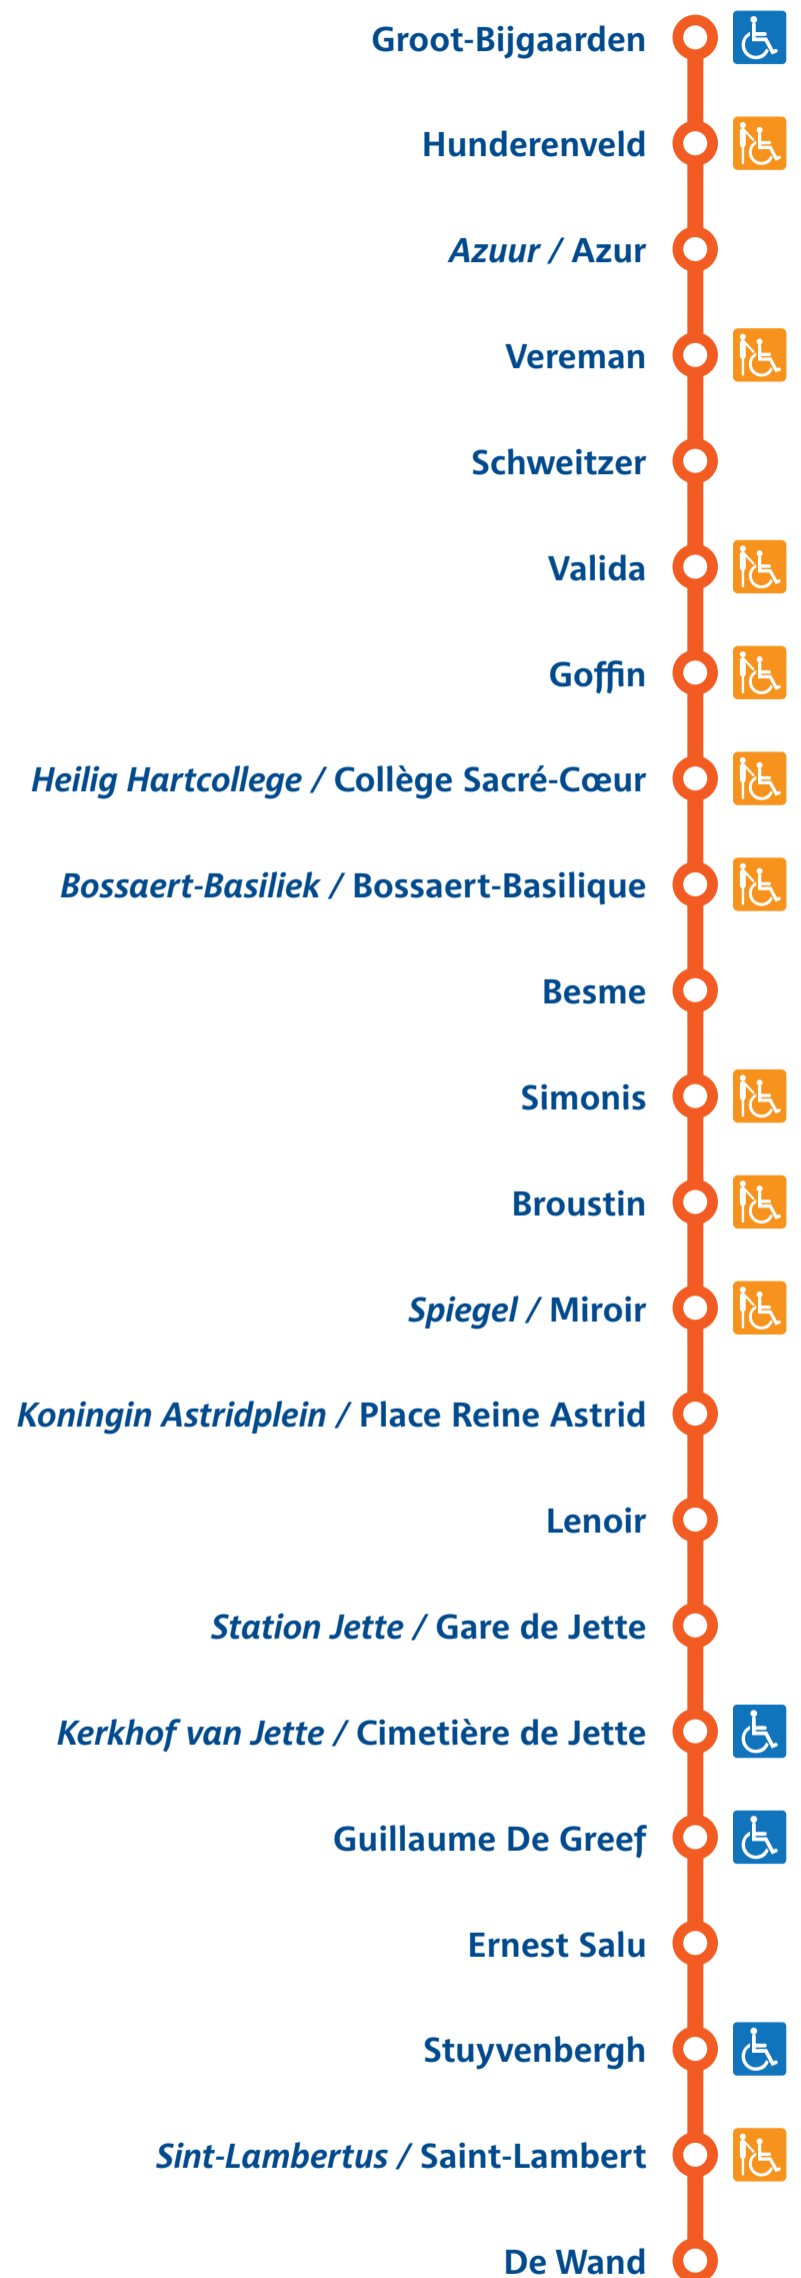 Groot-Bijgaarden
Hunderenveld
Azuur / Azur
Vereman
Schweitzer
Valida
Goffin
Heilig Hartcollege / Collège Sacré-Cœur
Bossaert-Basiliek / Bossaert-Basilique
Besme
Simonis
Broustin
Spiegel / Miroir
Koningin Astridplein / Place Reine Astrid
Lenoir
Station Jette / Gare de Jette
Kerkhof van Jette / Cimetière de Jette
Guillaume De Greef
Ernest Salu
Stuyvenbergh
Sint-Lambertus / Saint-Lambert
De Wand